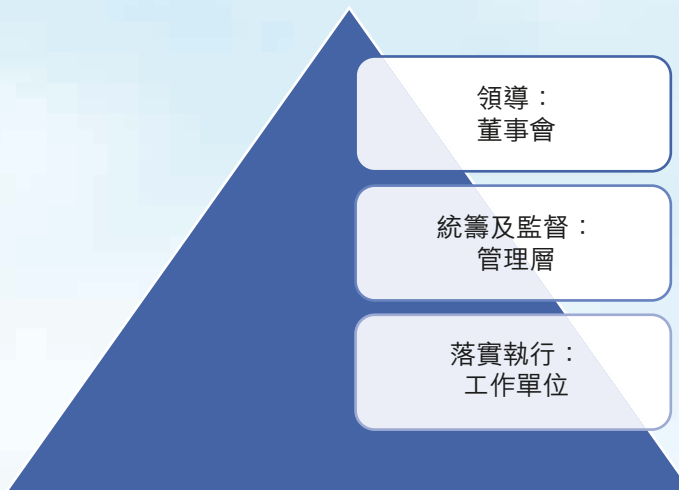 領導：
董事會
統籌及監督：
管理層
落實執行：
工作單位